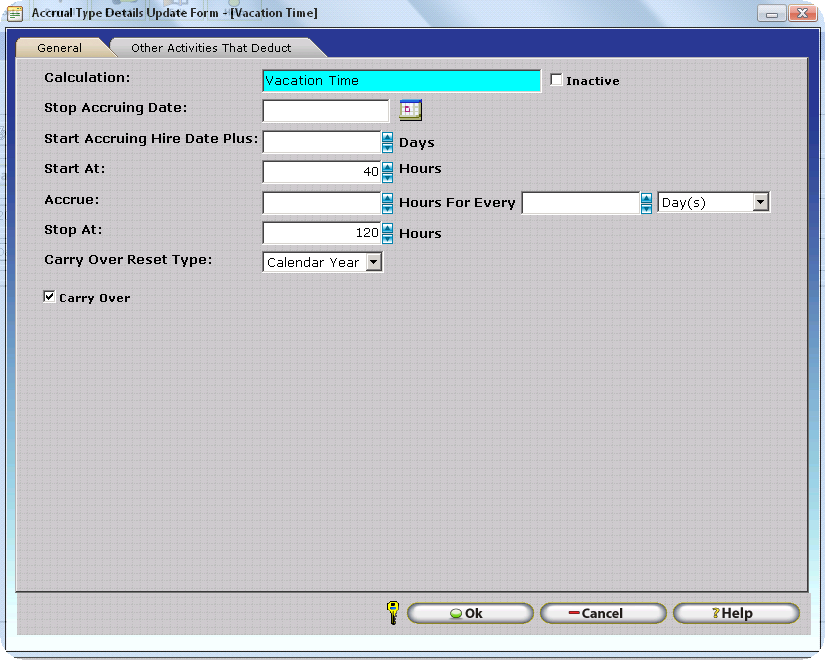 Accrual Type Details Update Form - [Vacation Time]
General
Other Activities That Deduct
Calculation: Vacation Time Inactive
Stop Accruing Date:
Start Accruing Hire Date Plus: Days
Start At: 40 Hours
Accrue: Hours For Every Day(s)
Stop At: 120 Hours
Carry Over Reset Type: Calendar Year
Carry Over
Ok Cancel ?Help